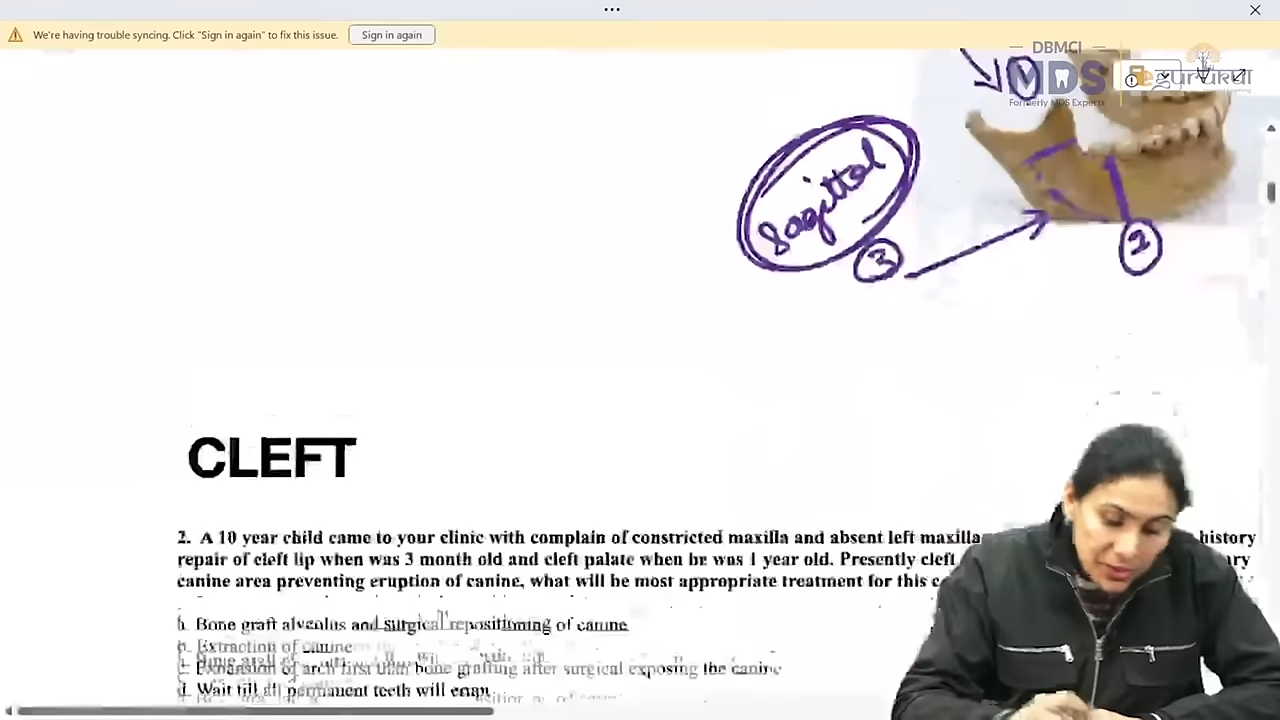 We're having trouble syncing. Click "Sign in again" to fix this issue. Sign in again
DBMCI
MDS
Formerly MDS Experts
1
Sagittal
3
2
CLEFT
2. A 10 year child came to your clinic with complain of constricted maxilla and absent left maxilla history
repair of cleft lip when was 3 month old and cleft palate when he was 1 year old. Presently cleft
canine area preventing eruption of canine, what will be most appropriate treatment for this
Bone graft alveolus and surgical repositioning of canine
Extraction of canine
Expansion of arch first than bone grafting after surgical exposing the canine
Wait till all permanent teeth will erupt